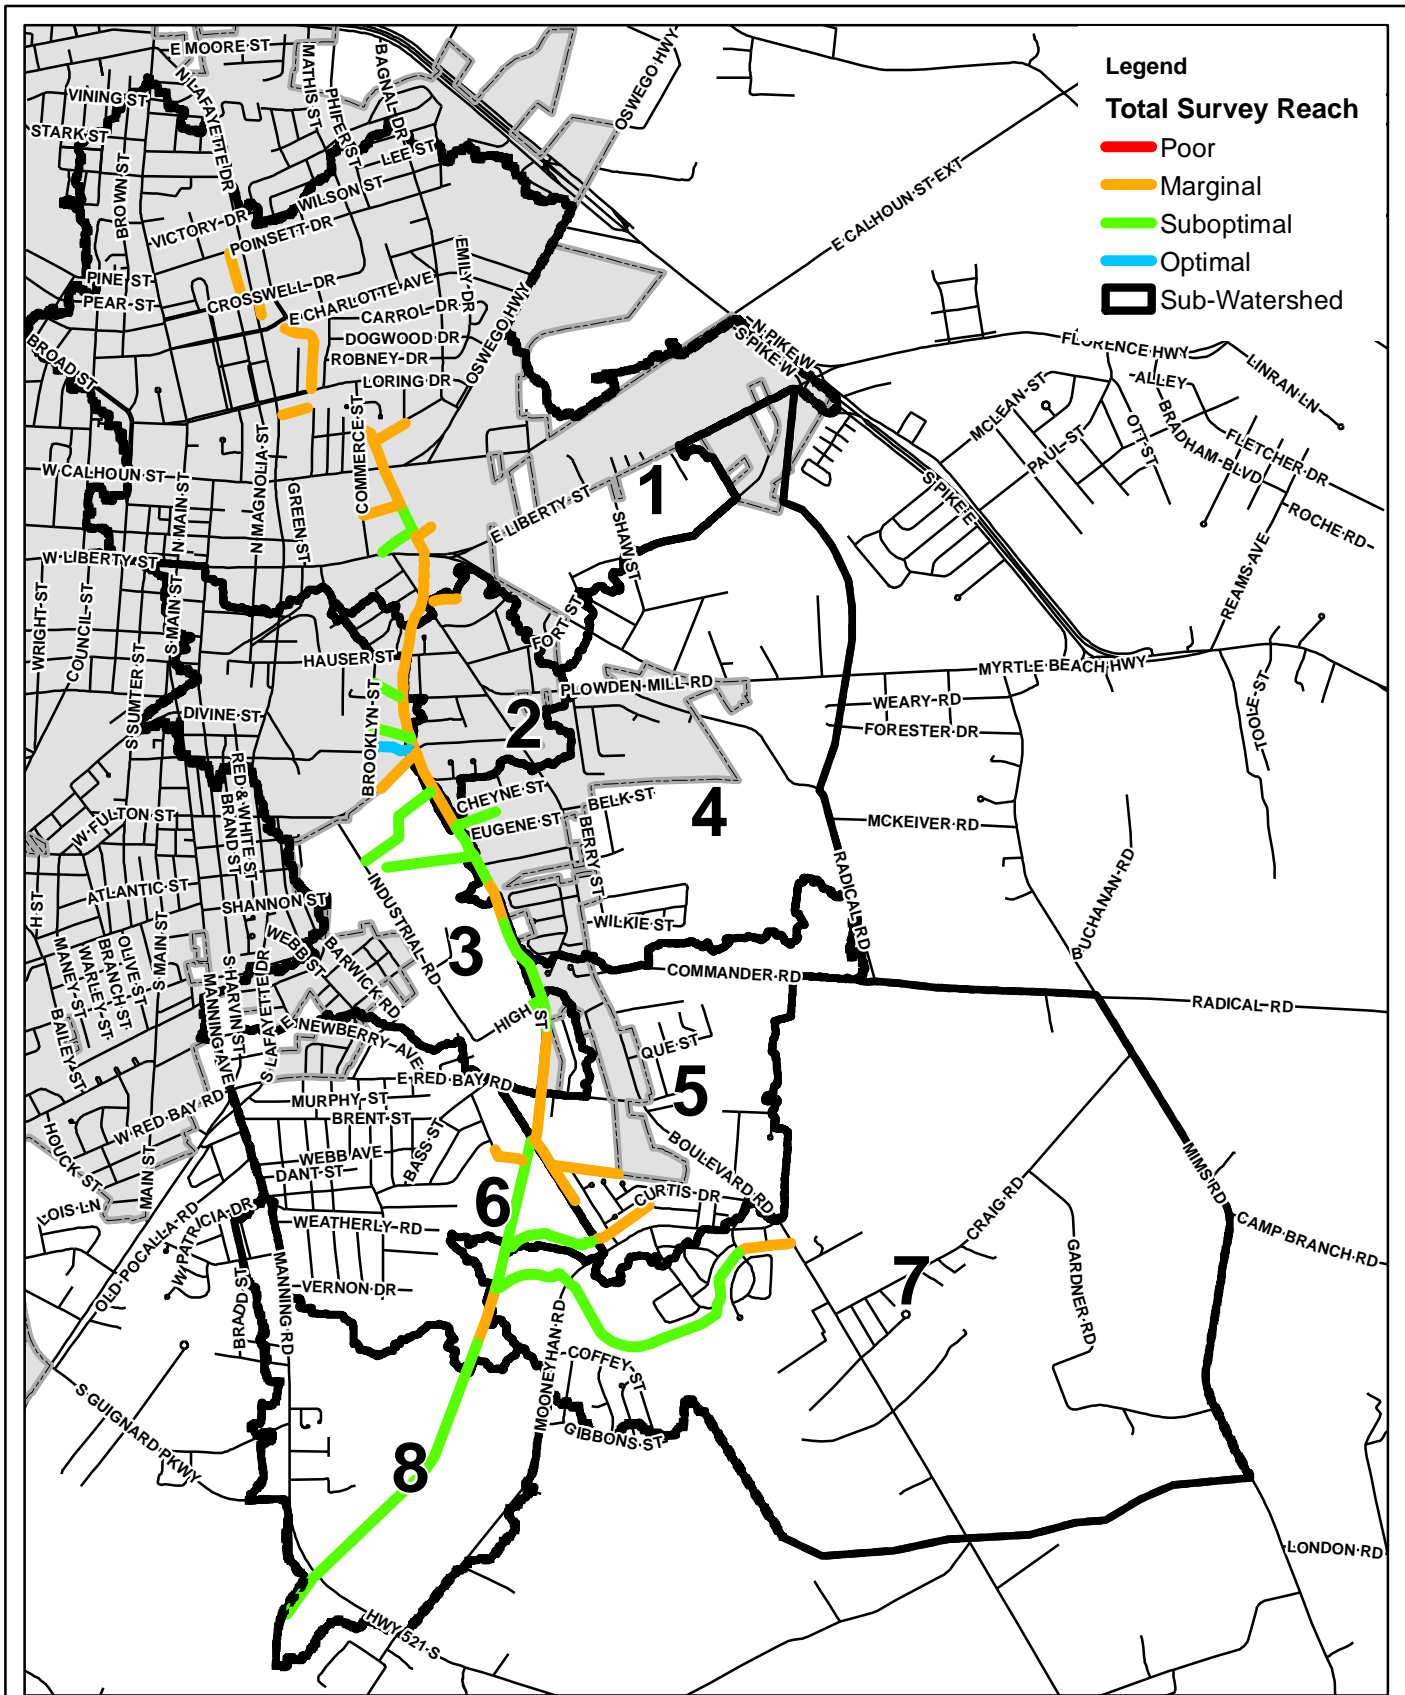 Legend
Total Survey Reach
Poor
Marginal
Suboptimal
Optimal
Sub-Watershed
E MOORE ST
N LAFAYETTE DR
MATHIS ST
PHIFER ST
BAGNAL DR
OSWEGO HWY
VINING ST
STARK ST
BROWN ST
LEE ST
WILSON ST
VICTORY DR
POINSETT DR
E CALHOUN ST EXT
PINE ST
PEAR ST
CROSSWELL DR
E CHARLOTTE AVE
EMILY DR
CARROL DR
DOGWOOD DR
ROBNEY DR
LORING DR
OSWEGO HWY
BROAD ST
N PIKE W
S PIKE W
FLORENCE HWY
LINRAN LN
ALLEY
MCLEAN ST
PAUL ST
OTT ST
BRADHAM BLVD
FLETCHER DR
ROCHE RD
REAMS AVE
S PIKE E
W CALHOUN ST
N MAIN ST
N MAGNOLIA ST
GREEN ST
COMMERCE ST
E LIBERTY ST
SHAW ST
1
W LIBERTY ST
WRIGHT ST
COUNCIL ST
S MAIN ST
S SUMTER ST
HAUSER ST
FORT ST
PLOWDEN MILL RD
MYRTLE BEACH HWY
TOOLE ST
WEARY RD
FORESTER DR
DIVINE ST
BROOKLYN ST
2
RED & WHITE ST
BRAND ST
W FULTON ST
CHEYNE ST
EUGENE ST
BELK ST
BERRY ST
4
MCKEIVER RD
RADICAL RD
BUCHANAN RD
H ST
ATLANTIC ST
SHANNON ST
INDUSTRIAL RD
WILKIE ST
3
MANEY ST
WARLEY ST
BRANCH ST
OLIVE ST
S MAIN ST
MANNING AVE
S HARVIN ST
S LAFAYETTE DR
WEBB ST
BARWICK RD
COMMANDER RD
RADICAL RD
BAILEY ST
E NEWBERRY AVE
HIGH ST
QUE ST
E RED BAY RD
5
W RED BAY RD
MURPHY ST
BRENT ST
WEBB AVE
DANT ST
BASS ST
BOULEVARD RD
HOUCK ST
MAIN ST
MIMS RD
LOIS LN
OLD POCALLA RD
W PATRICIA DR
WEATHERLY RD
6
CURTIS DR
CRAIG RD
CAMP BRANCH RD
GARDNER RD
7
BRADD ST
MANNING RD
VERNON DR
MOONEYHAN RD
COFFEY ST
GIBBONS ST
S GUIGNARD PKWY
8
LONDON RD
HWY 521 S